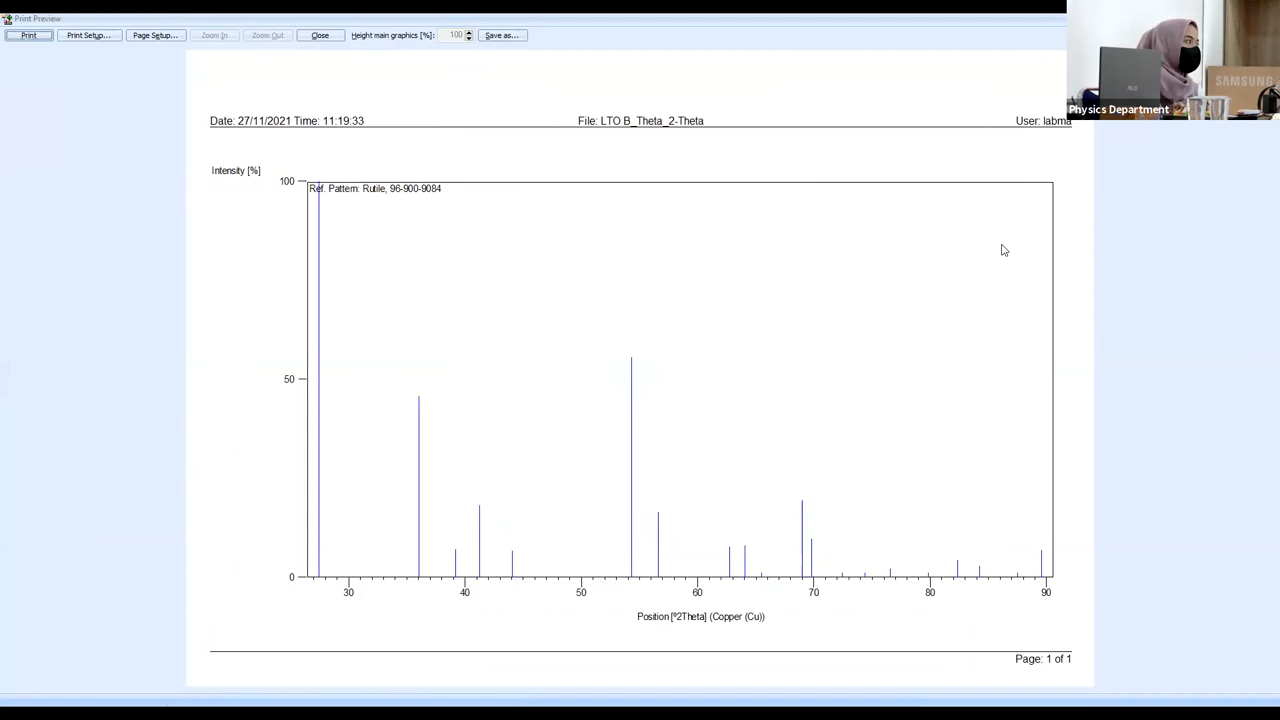 Print Preview
Print
Print Setup...
Page Setup...
Zoom In
Zoom Out
Close
Height main graphics [%]:
100
Save as...
SAMSUNG
Physics Department
Date: 27/11/2021 Time: 11:19:33
File: LTO B_Theta_2-Theta
User: labma
Intensity [%]
Ref. Pattern: Rutile, 96-900-9084
100
50
0
30 40 50 60 70 80 90
Position [°2Theta] (Copper (Cu))
Page: 1 of 1